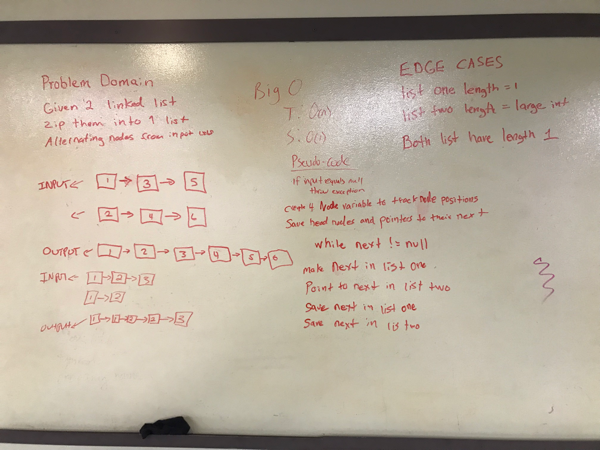 Problem Domain
Given 2 linked list
Zip them into 1 list
Alternating nodes from input
INPUT 1 → 3 → 5
2 → 4 → 6
OUTPUT 1 → 2 → 3 → 4 → 5 → 6
INPUT 1 → 2 → 3
1 → 2
OUTPUT 1 → 1 → 2 → 2 → 3
Big O
T: O(n)
S: O(1)
Pseudo-code
If input equals null
throw exception
4 Node variable to track node positions
Save head nodes and pointers to their next
while next != null
make next in list one
Point to next in list two
Save next in list one
Save next in lis two
EDGE CASES
list one length = 1
list two length = large int
Both list have length 1